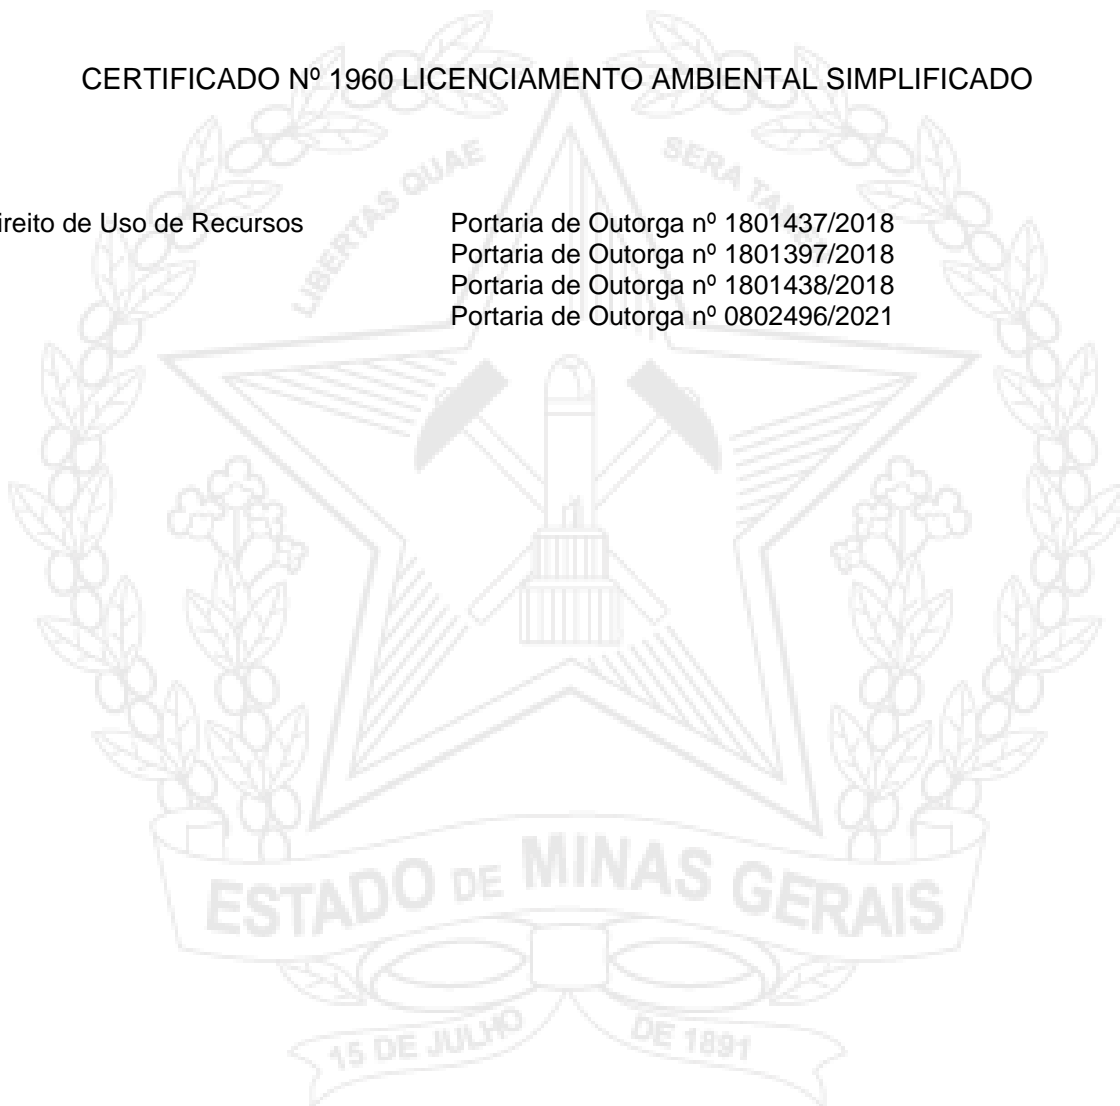 CERTIFICADO Nº 1960 LICENCIAMENTO AMBIENTAL SIMPLIFICADO
LIBERTAS QUAE SERA TAMEN
ireito de Uso de Recursos Portaria de Outorga nº 1801437/2018
Portaria de Outorga nº 1801397/2018
Portaria de Outorga nº 1801438/2018
Portaria de Outorga nº 0802496/2021
ESTADO DE MINAS GERAIS
15 DE JULHO DE 1891